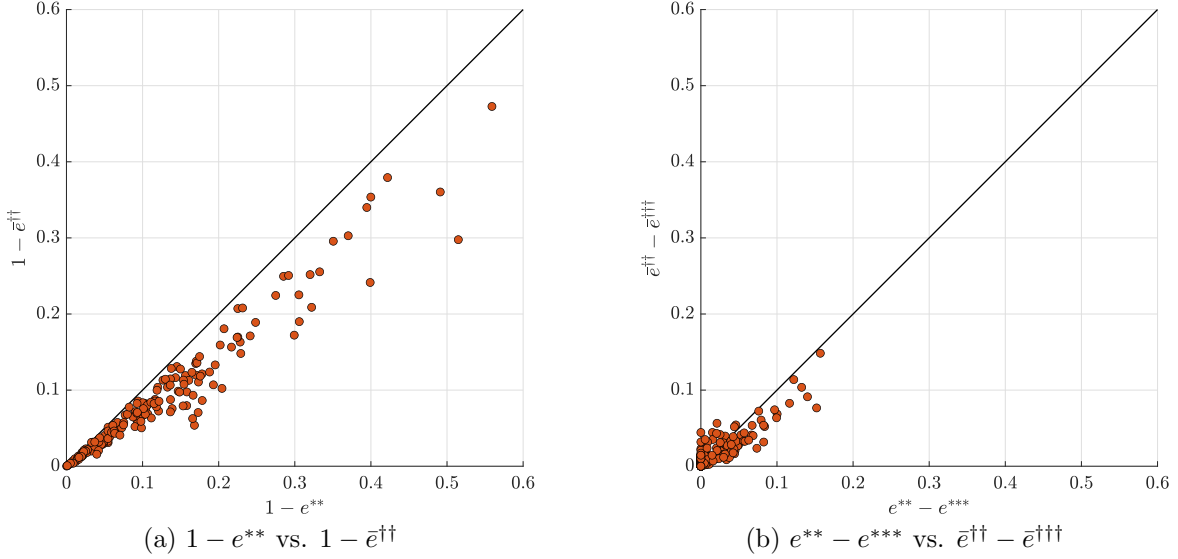 0.6
0.5
0.4
0.3
0.2
0.1
0
1 − ē††
0 0.1 0.2 0.3 0.4 0.5 0.6
1 − e**
(a) 1 − e** vs. 1 − ē††
0.6
0.5
0.4
0.3
0.2
0.1
0
ē†† − ē†††
0 0.1 0.2 0.3 0.4 0.5 0.6
e** − e***
(b) e** − e*** vs. ē†† − ē†††